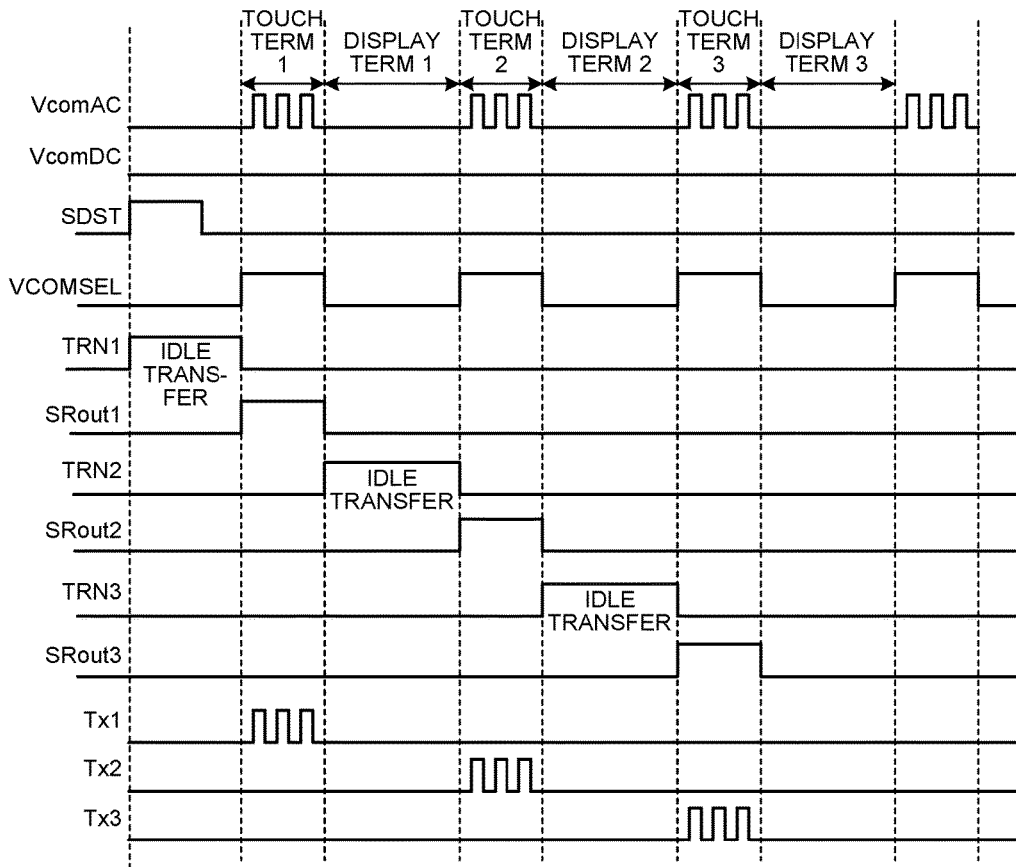 TOUCH TERM 1
DISPLAY TERM 1
TOUCH TERM 2
DISPLAY TERM 2
TOUCH TERM 3
DISPLAY TERM 3
VcomAC
VcomDC
SDST
VCOMSEL
TRN1
IDLE
TRANS-
FER
SRout1
TRN2
IDLE
TRANSFER
SRout2
TRN3
IDLE
TRANSFER
SRout3
Tx1
Tx2
Tx3